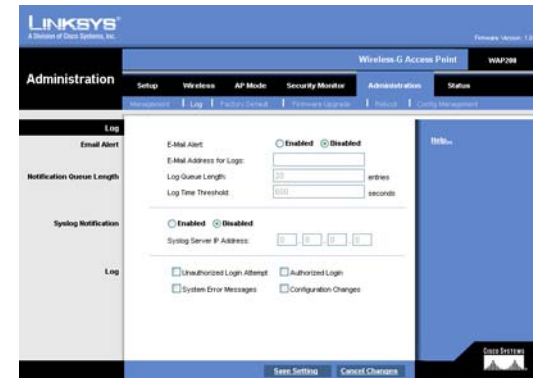 LINKSYS®
A Division of Cisco Systems, Inc.
Firmware Version: 1.0
Wireless-G Access Point WAP200
Administration
Setup Wireless AP Mode Security Monitor Administration Status
Management Log Factory Default Firmware Upgrade Reboot Config Management
Log
Email Alert E-Mail Alert: Enabled Disabled Help...
E-Mail Address for Logs:
Notification Queue Length Log Queue Length: 20 entries
Log Time Threshold: 600 seconds
Syslog Notification Enabled Disabled
Syslog Server IP Address: 0 . 0 . 0 . 0
Log Unauthorized Login Attempt Authorized Login
System Error Messages Configuration Changes
Save Setting Cancel Changes
CISCO SYSTEMS